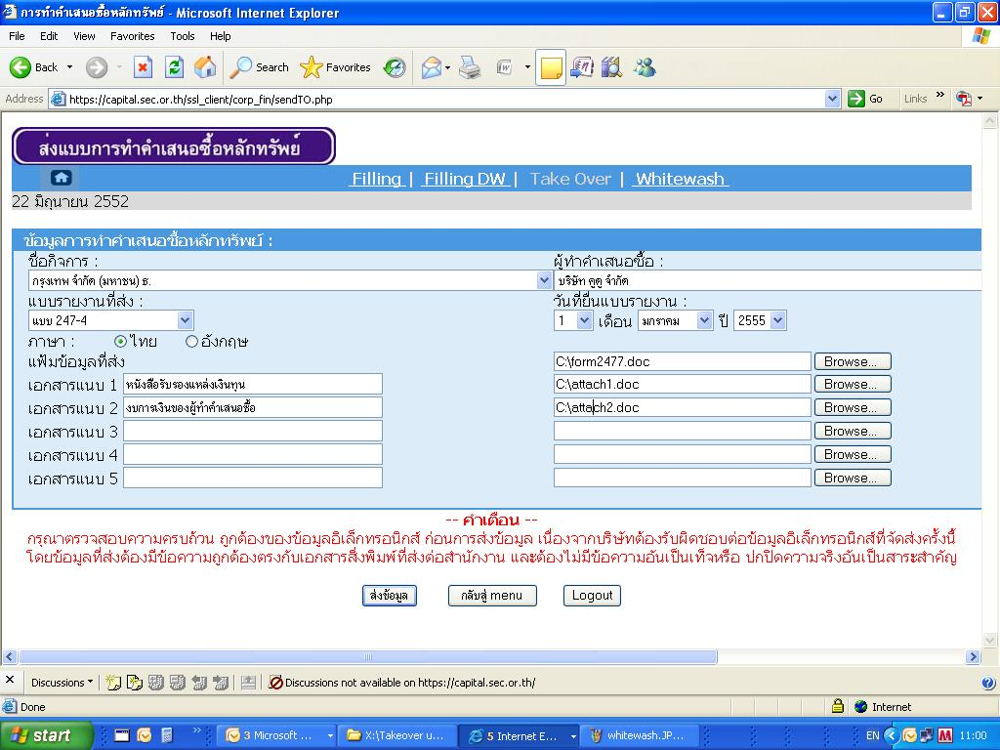 การทำคำเสนอซื้อหลักทรัพย์ - Microsoft Internet Explorer
File Edit View Favorites Tools Help
Back Search Favorites
Address https://capital.sec.or.th/ssl_client/corp_fin/sendTO.php Go Links »
ส่งแบบการทำคำเสนอซื้อหลักทรัพย์
Filling | Filling DW | Take Over | Whitewash
22 มิถุนายน 2552
ข้อมูลการทำคำเสนอซื้อหลักทรัพย์ :
ชื่อกิจการ : ผู้ทำคำเสนอซื้อ :
กรุงเทพ จำกัด (มหาชน) ธ. บริษัท คูดู จำกัด
แบบรายงานที่ส่ง : วันที่ยื่นแบบรายงาน :
แบบ 247-4 1 เดือน มกราคม ปี 2555
ภาษา : ไทย อังกฤษ
แฟ้มข้อมูลที่ส่ง C:\form2477.doc Browse...
เอกสารแนบ 1 หนังสือรับรองแหล่งเงินทุน C:\attach1.doc Browse...
เอกสารแนบ 2 งบการเงินของผู้ทำคำเสนอซื้อ C:\attach2.doc Browse...
เอกสารแนบ 3 Browse...
เอกสารแนบ 4 Browse...
เอกสารแนบ 5 Browse...
-- คำเตือน --
กรุณาตรวจสอบความครบถ้วน ถูกต้องของข้อมูลอิเล็กทรอนิกส์ ก่อนการส่งข้อมูล เนื่องจากบริษัทต้องรับผิดชอบต่อข้อมูลอิเล็กทรอนิกส์ที่จัดส่งครั้งนี้
โดยข้อมูลที่ส่งต้องมีข้อความถูกต้องตรงกับเอกสารสิ่งพิมพ์ที่ส่งต่อสำนักงาน และต้องไม่มีข้อความอันเป็นเท็จหรือ ปกปิดความจริงอันเป็นสาระสำคัญ
ส่งข้อมูล กลับสู่ menu Logout
Discussions Discussions not available on https://capital.sec.or.th/
Done Internet
start » 3 Microsoft ... X:\Takeover u... 5 Internet E... whitewash.JP... EN 11:00